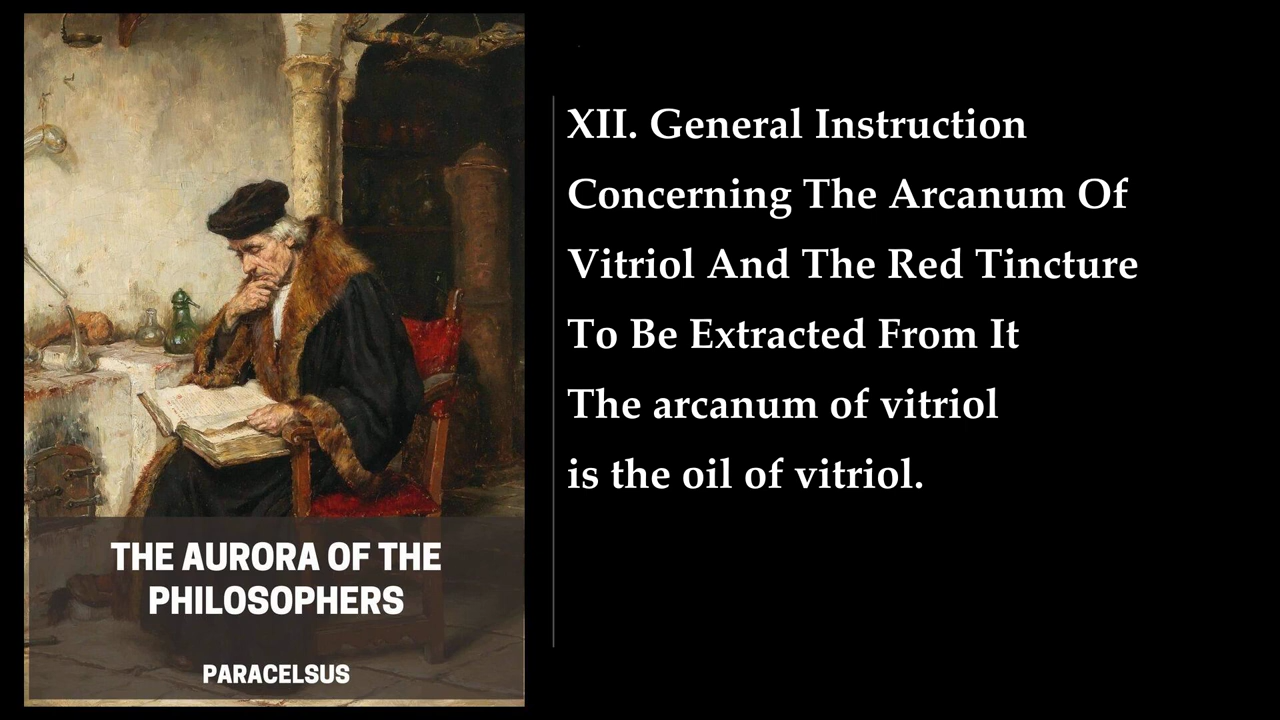 THE AURORA OF THE
PHILOSOPHERS
PARACELSUS
XII. General Instruction
Concerning The Arcanum Of
Vitriol And The Red Tincture
To Be Extracted From It
The arcanum of vitriol
is the oil of vitriol.